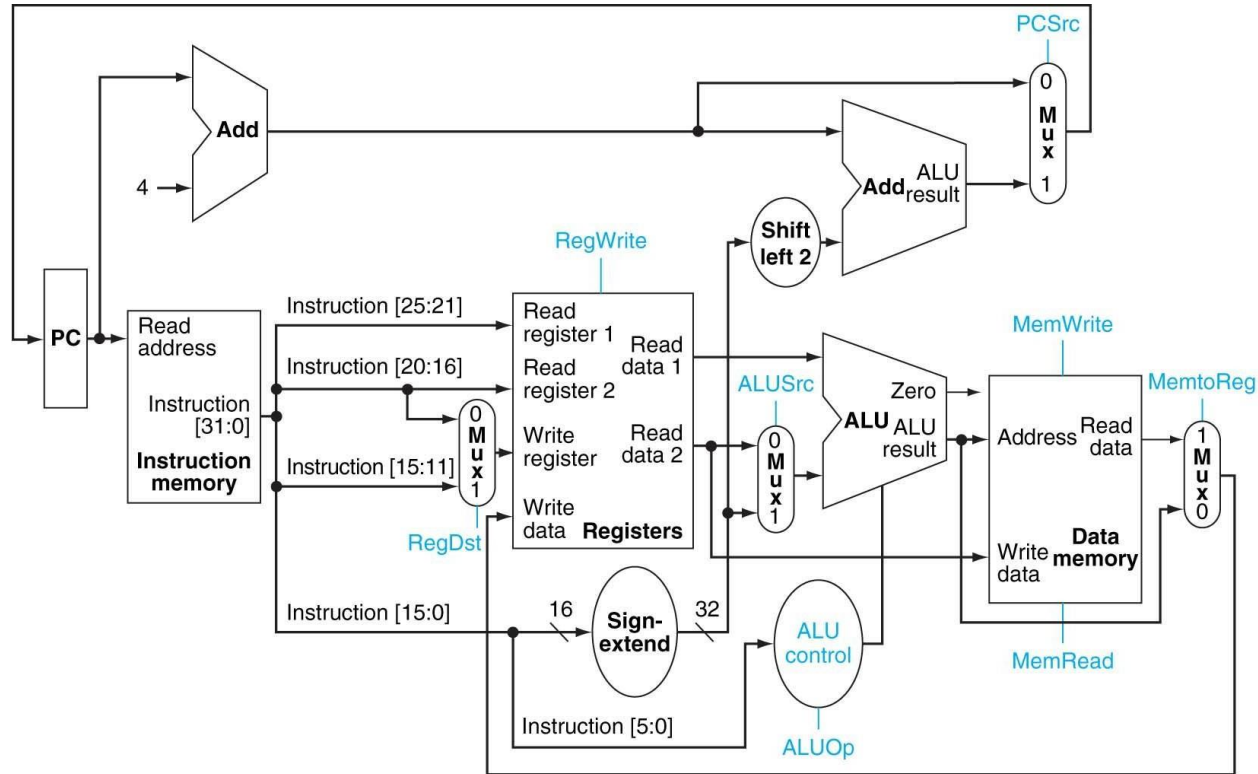 PCSrc
0
M
u
x
1
Add
4
Add
ALU
result
Shift
left 2
RegWrite
PC
Read
address
Instruction
[31:0]
Instruction
memory
Instruction [25:21]
Instruction [20:16]
Instruction [15:11]
0
M
u
x
1
RegDst
Read
register 1
Read
register 2
Write
register
Write
data
Read
data 1
Read
data 2
Registers
ALUSrc
0
M
u
x
1
Zero
ALU
ALU
result
MemWrite
Address
Read
data
Write
data
Data
memory
MemRead
MemtoReg
1
M
u
x
0
Instruction [15:0]
16
Sign-
extend
32
ALU
control
Instruction [5:0]
ALUOp